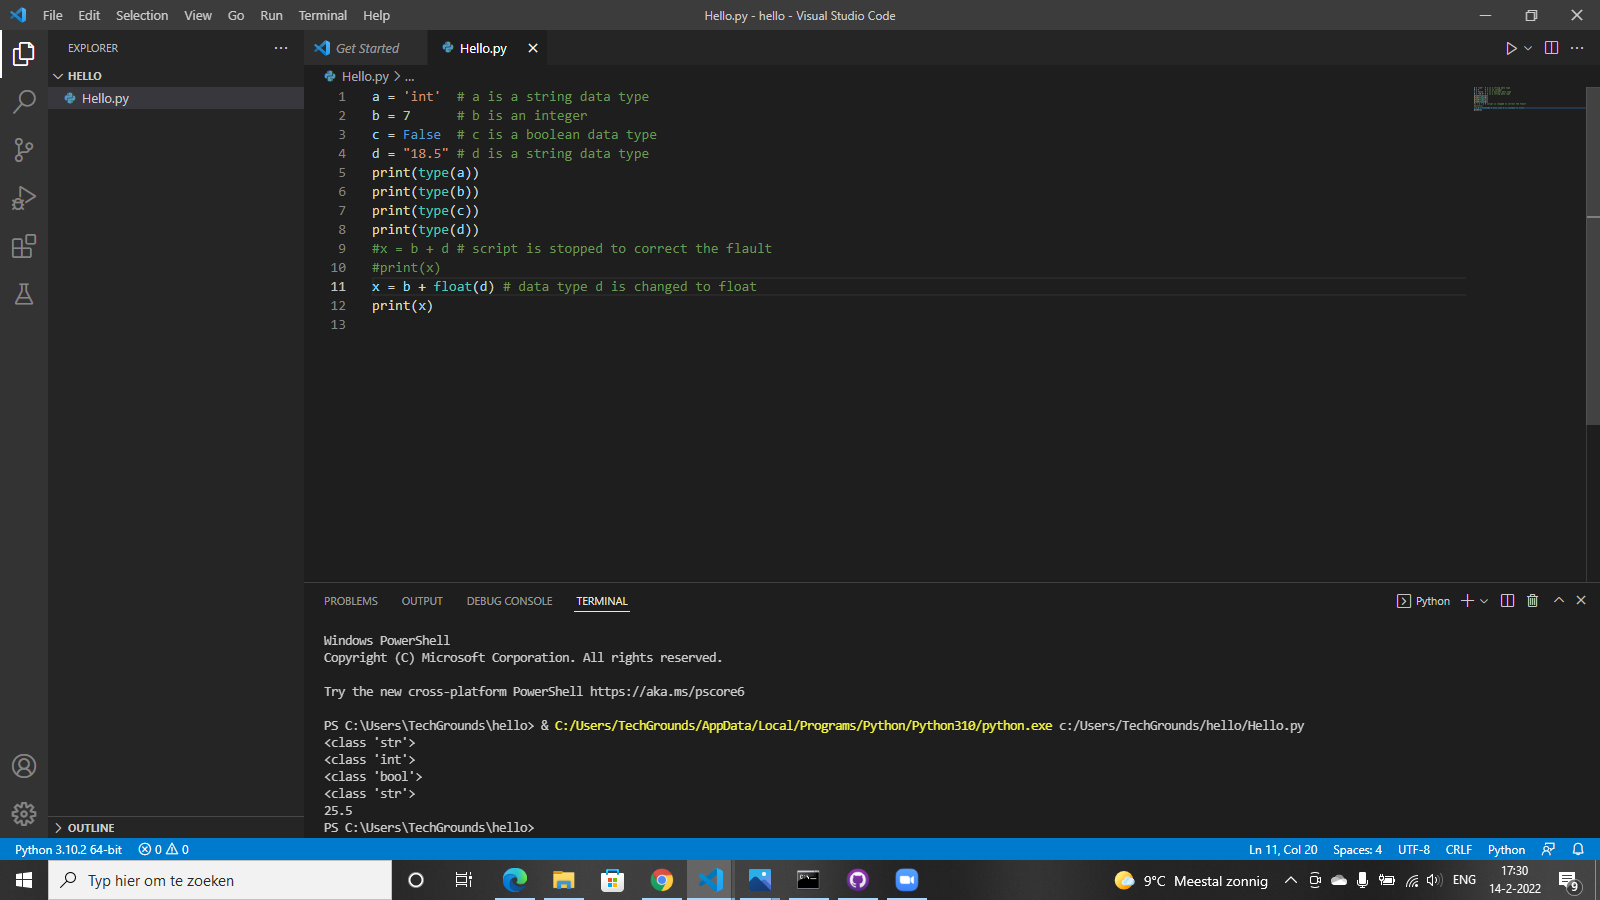 File Edit Selection View Go Run Terminal Help
Hello.py - hello - Visual Studio Code
EXPLORER
HELLO
Hello.py
OUTLINE
Get Started
Hello.py
Hello.py > ...
1 a = 'int'  # a is a string data type
2 b = 7      # b is an integer
3 c = False  # c is a boolean data type
4 d = "18.5" # d is a string data type
5 print(type(a))
6 print(type(b))
7 print(type(c))
8 print(type(d))
9 #x = b + d # script is stopped to correct the flault
10 #print(x)
11 x = b + float(d) # data type d is changed to float
12 print(x)
13
PROBLEMS OUTPUT DEBUG CONSOLE TERMINAL
Python
Windows PowerShell
Copyright (C) Microsoft Corporation. All rights reserved.
Try the new cross-platform PowerShell https://aka.ms/pscore6
PS C:\Users\TechGrounds\hello> & C:/Users/TechGrounds/AppData/Local/Programs/Python/Python310/python.exe c:/Users/TechGrounds/hello/Hello.py
<class 'str'>
<class 'int'>
<class 'bool'>
<class 'str'>
25.5
PS C:\Users\TechGrounds\hello>
Python 3.10.2 64-bit 0 0
Ln 11, Col 20 Spaces: 4 UTF-8 CRLF Python
Typ hier om te zoeken
9°C Meestal zonnig
ENG
17:30
14-2-2022
9